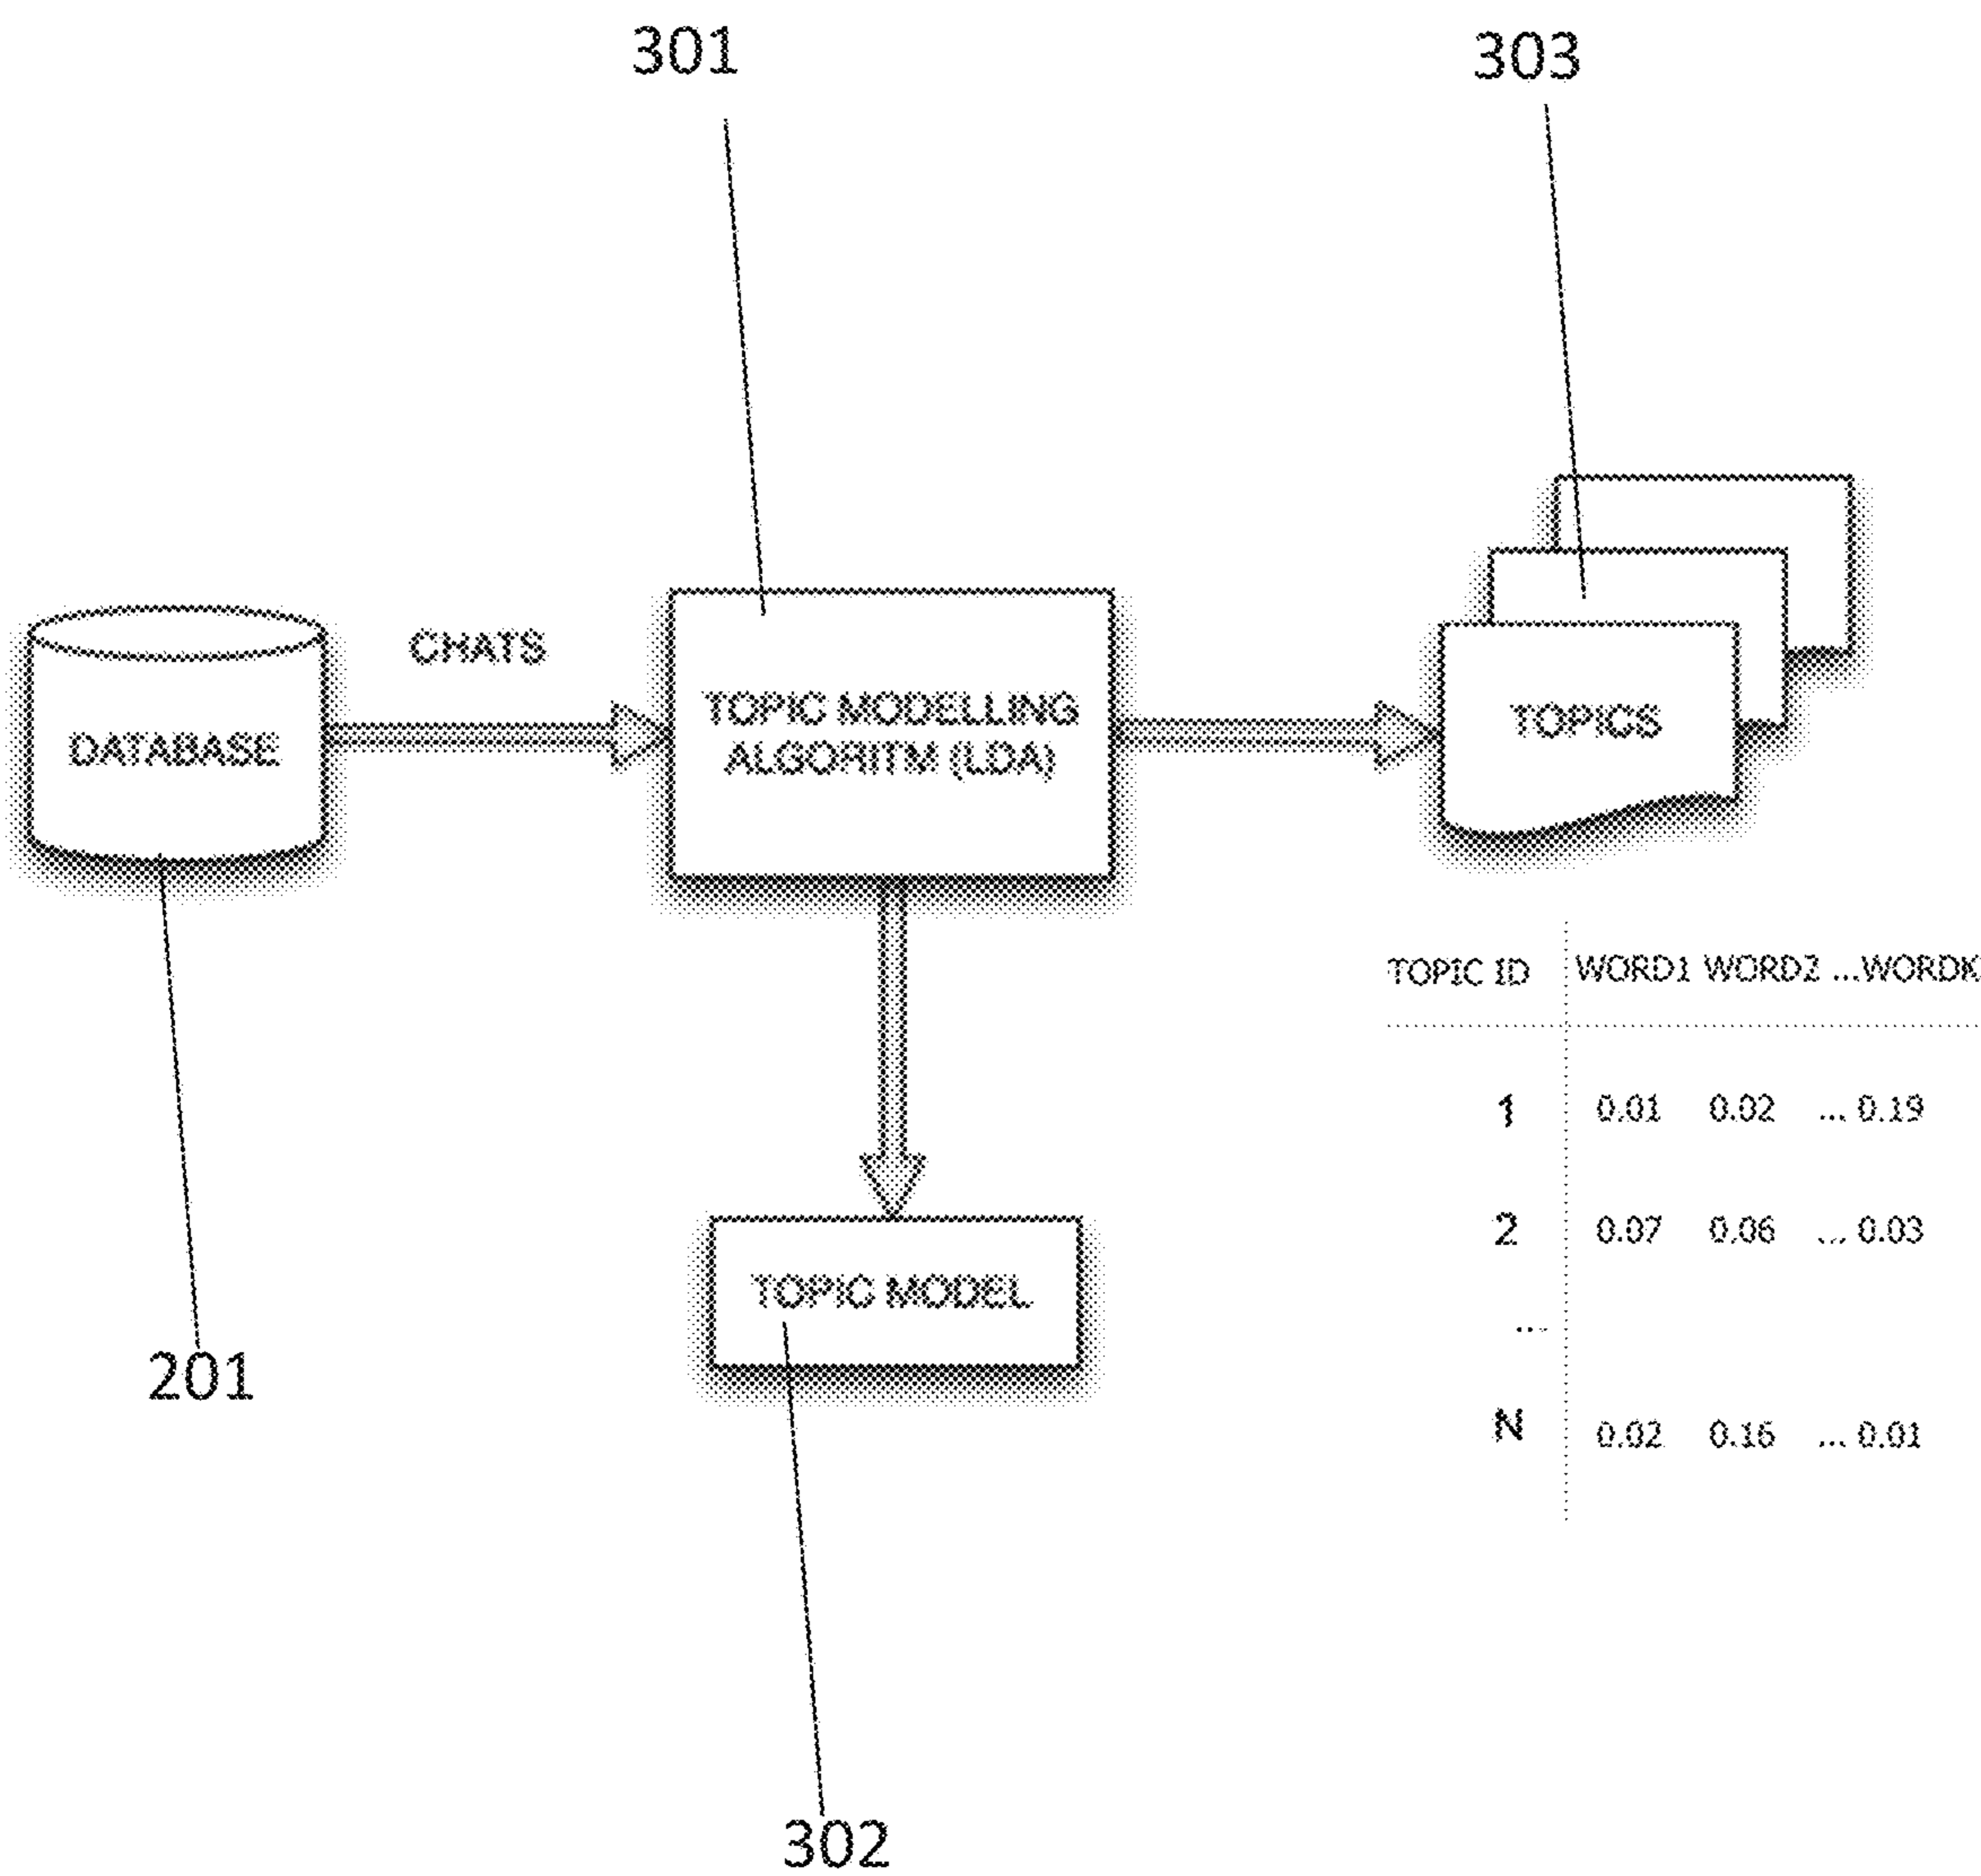 301
303
CHATS
DATABASE
TOPIC MODELLING
ALGORITM (LDA)
TOPICS
TOPIC ID WORD1 WORD2 ...WORDK
1 0.01 0.02 ... 0.19
2 0.07 0.06 ... 0.03
...
N 0.02 0.16 ... 0.01
TOPIC MODEL
201
302